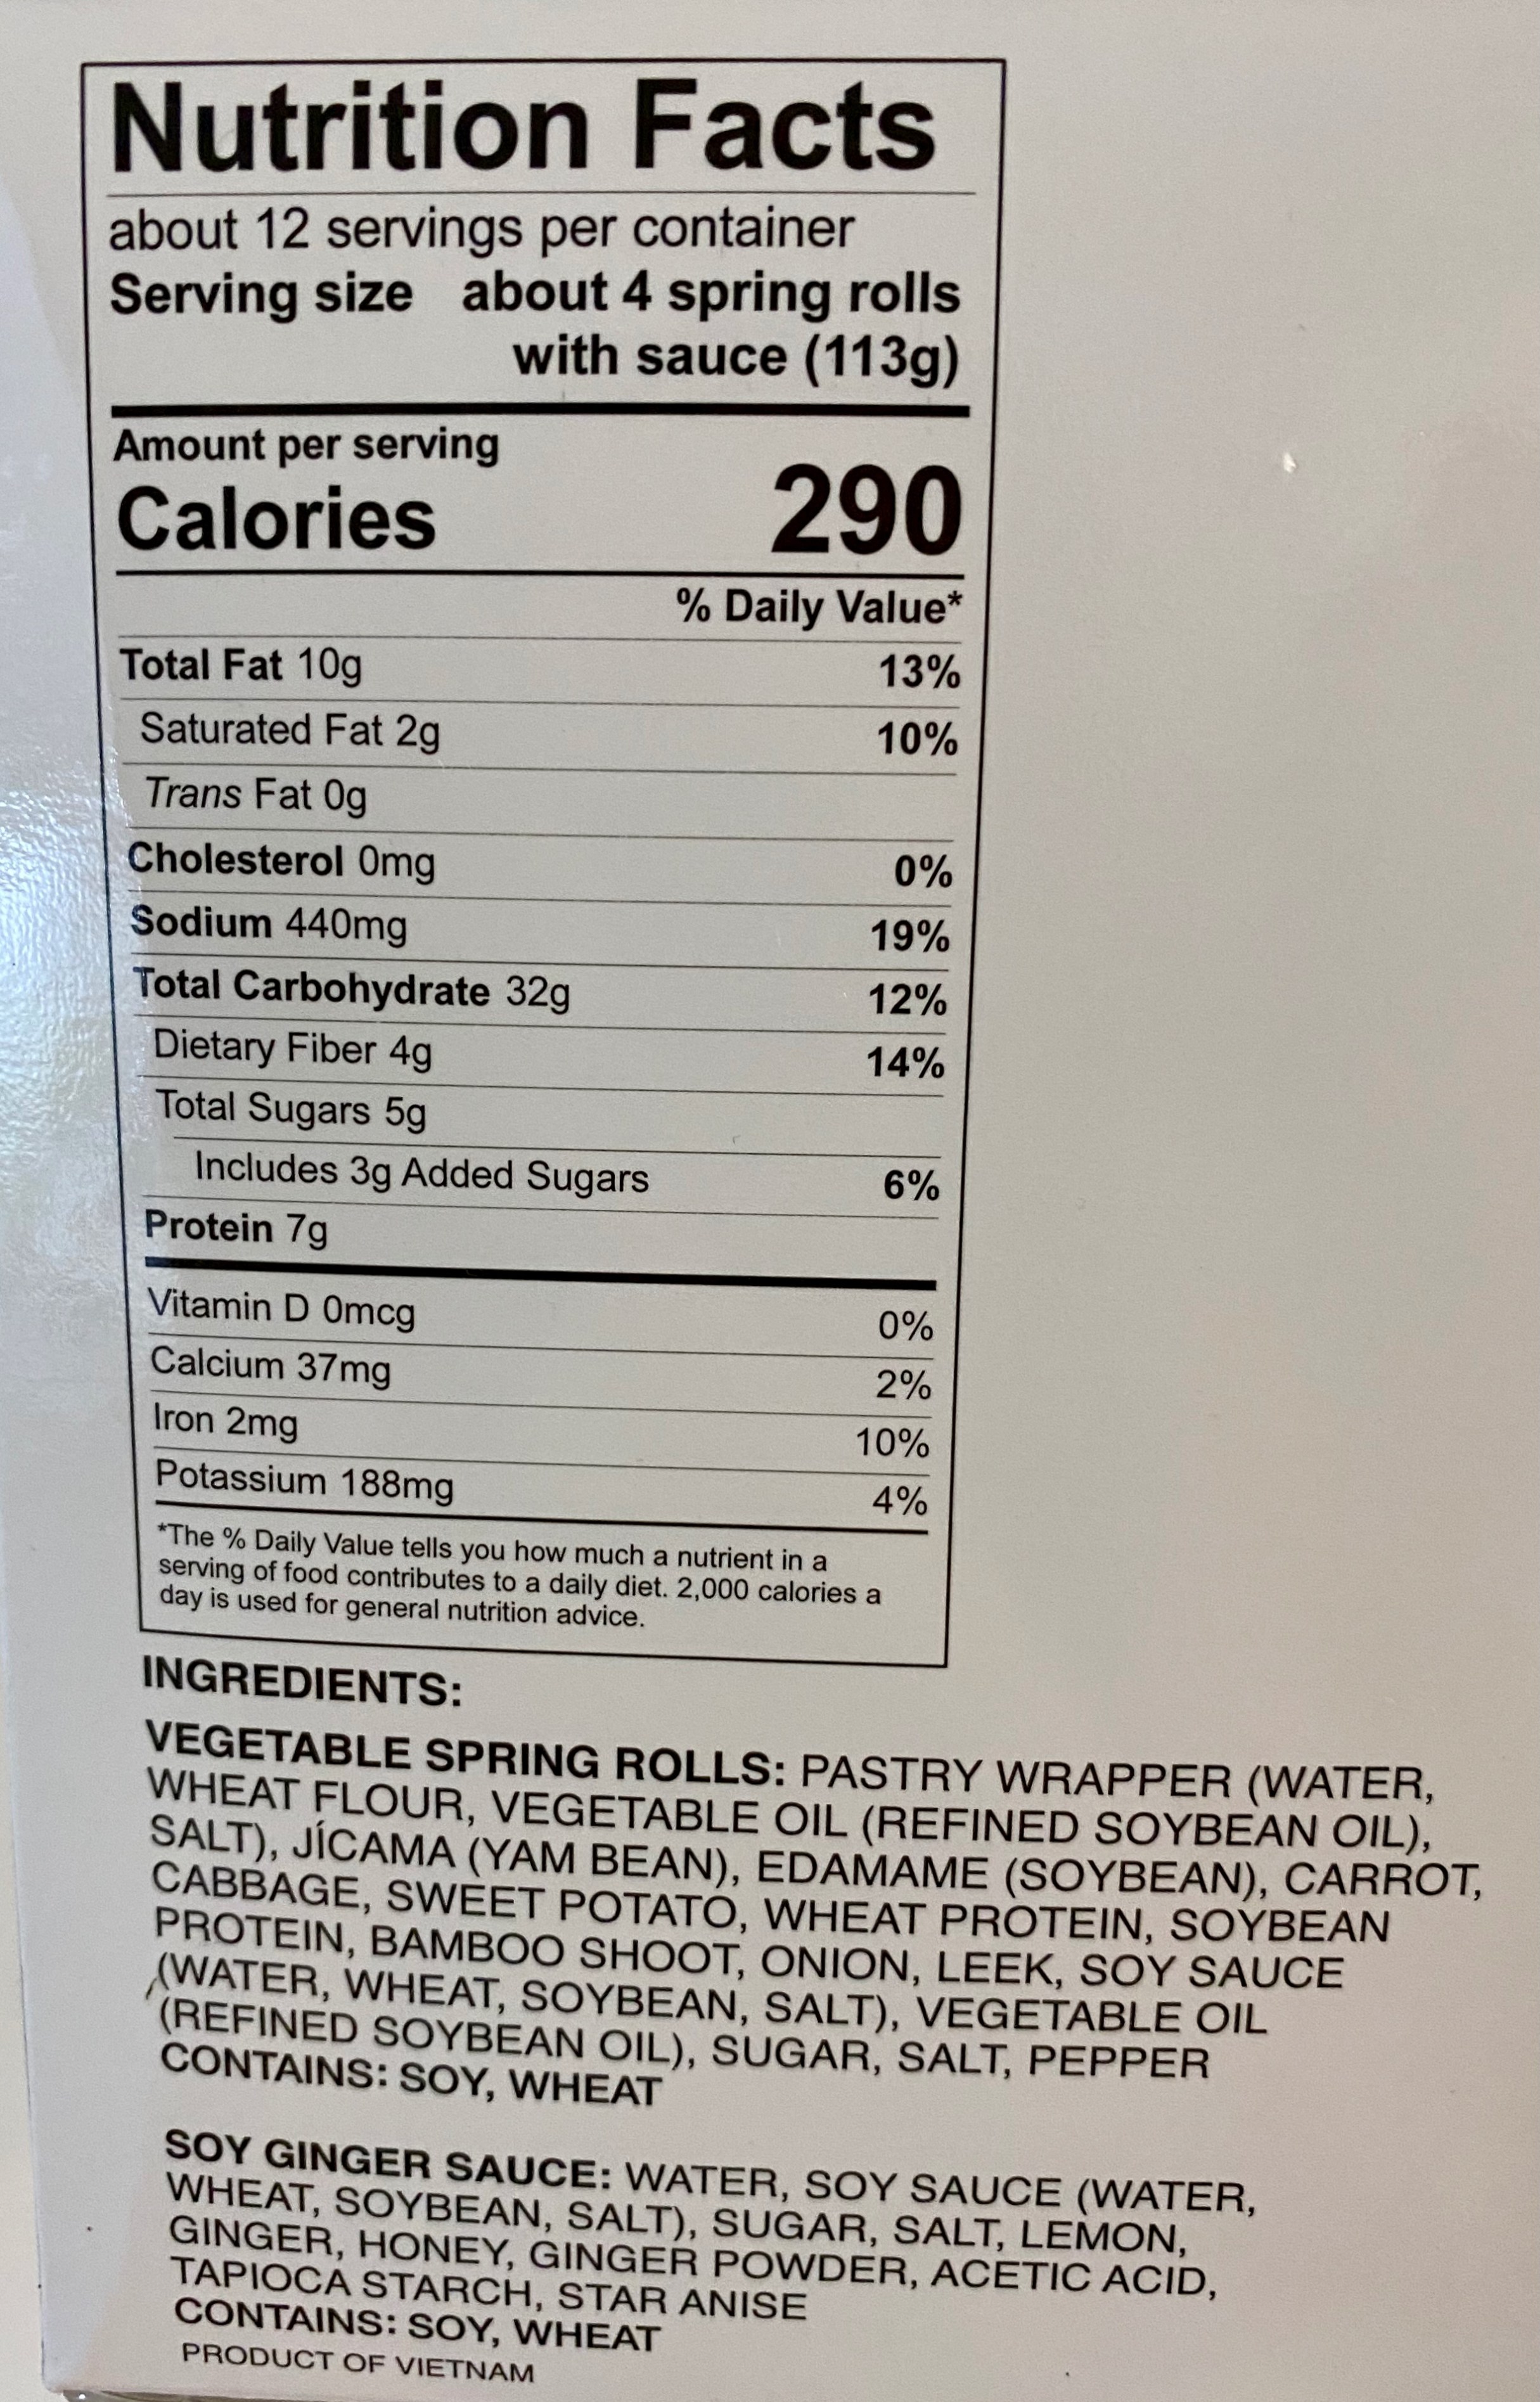 Nutrition Facts
about 12 servings per container
Serving size about 4 spring rolls
with sauce (113g)
Amount per serving
Calories 290
% Daily Value*
Total Fat 10g 13%
Saturated Fat 2g 10%
Trans Fat 0g
Cholesterol 0mg 0%
Sodium 440mg 19%
Total Carbohydrate 32g 12%
Dietary Fiber 4g 14%
Total Sugars 5g
Includes 3g Added Sugars 6%
Protein 7g
Vitamin D 0mcg 0%
Calcium 37mg 2%
Iron 2mg 10%
Potassium 188mg 4%
*The % Daily Value tells you how much a nutrient in a
serving of food contributes to a daily diet. 2,000 calories a
day is used for general nutrition advice.
INGREDIENTS:
VEGETABLE SPRING ROLLS: PASTRY WRAPPER (WATER,
WHEAT FLOUR, VEGETABLE OIL (REFINED SOYBEAN OIL),
SALT), JÍCAMA (YAM BEAN), EDAMAME (SOYBEAN), CARROT,
CABBAGE, SWEET POTATO, WHEAT PROTEIN, SOYBEAN
PROTEIN, BAMBOO SHOOT, ONION, LEEK, SOY SAUCE
(WATER, WHEAT, SOYBEAN, SALT), VEGETABLE OIL
(REFINED SOYBEAN OIL), SUGAR, SALT, PEPPER
CONTAINS: SOY, WHEAT
SOY GINGER SAUCE: WATER, SOY SAUCE (WATER,
WHEAT, SOYBEAN, SALT), SUGAR, SALT, LEMON,
GINGER, HONEY, GINGER POWDER, ACETIC ACID,
TAPIOCA STARCH, STAR ANISE
CONTAINS: SOY, WHEAT
PRODUCT OF VIETNAM